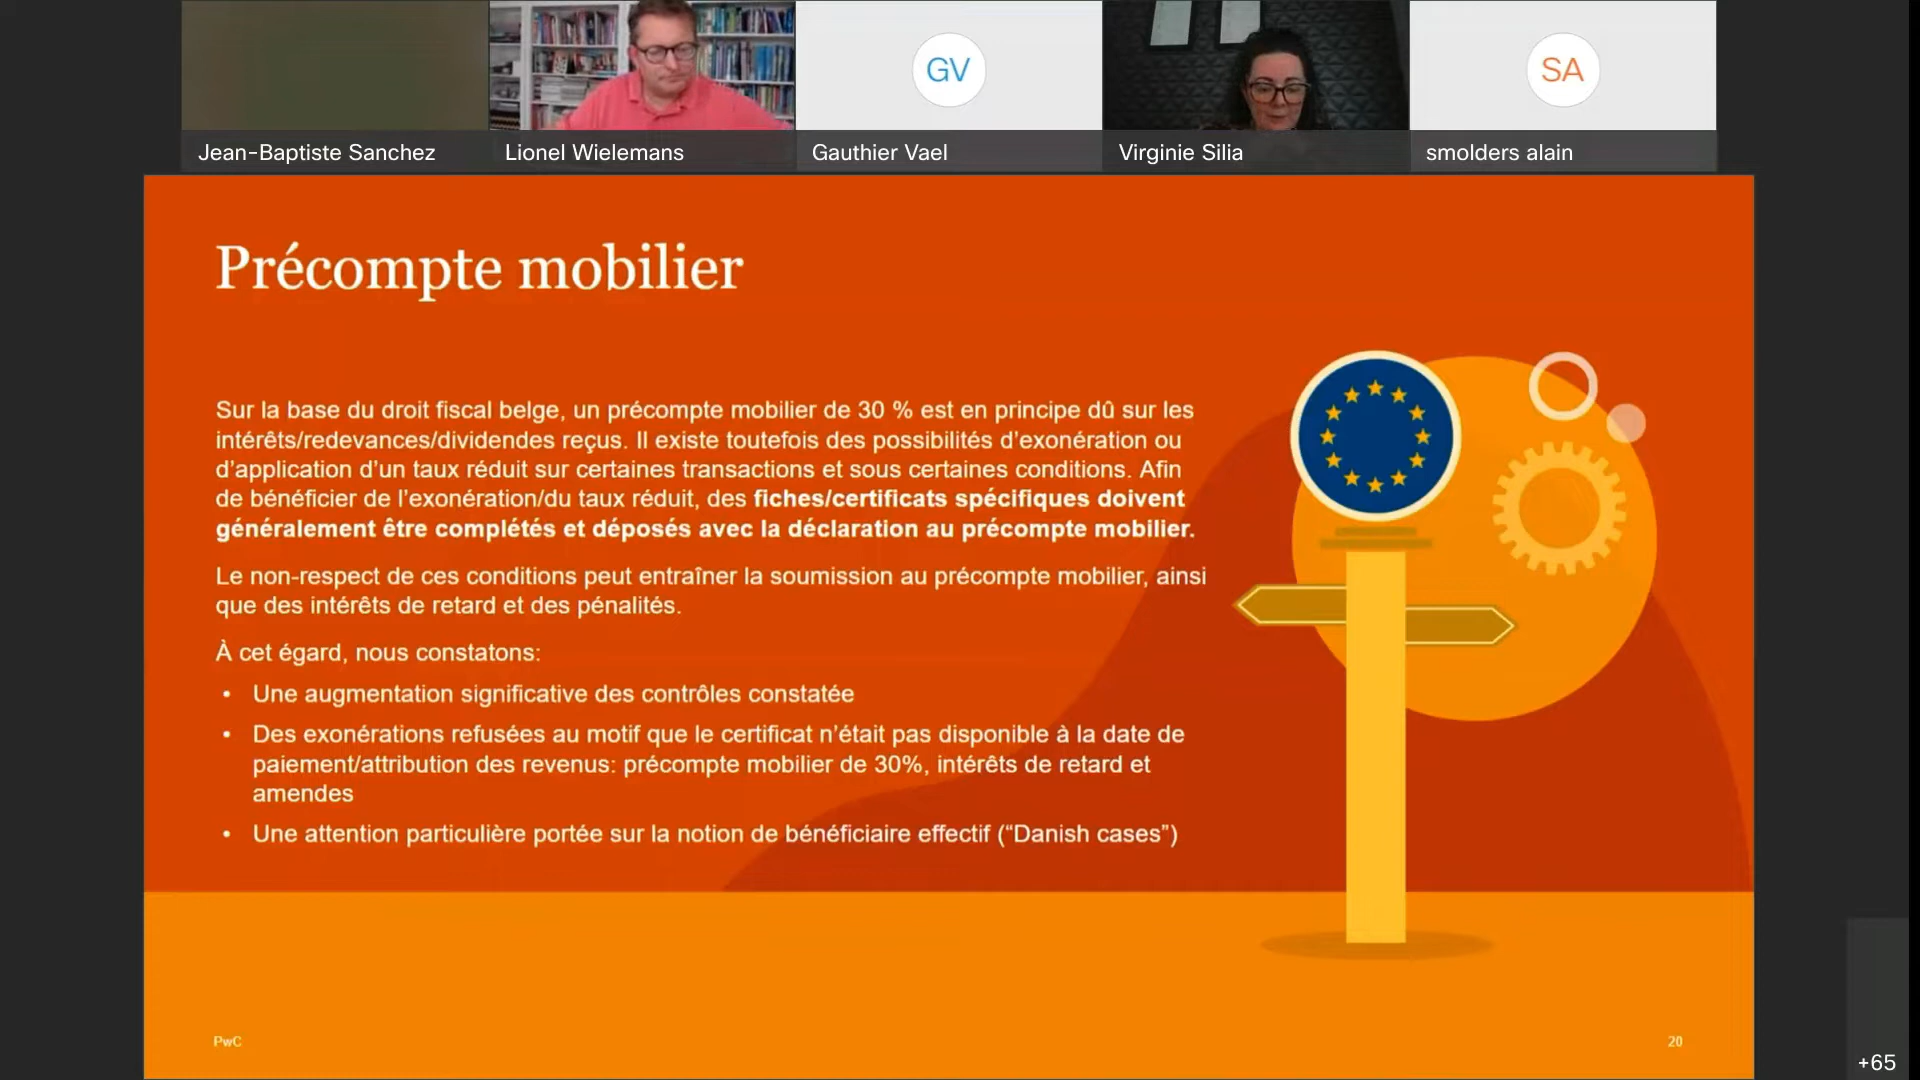 GV
SA
Jean-Baptiste Sanchez
Lionel Wielemans
Gauthier Vael
Virginie Silia
smolders alain
Précompte mobilier
Sur la base du droit fiscal belge, un précompte mobilier de 30 % est en principe dû sur les
intérêts/redevances/dividendes reçus. Il existe toutefois des possibilités d’exonération ou
d’application d’un taux réduit sur certaines transactions et sous certaines conditions. Afin
de bénéficier de l’exonération/du taux réduit, des fiches/certificats spécifiques doivent
généralement être complétés et déposés avec la déclaration au précompte mobilier.
Le non-respect de ces conditions peut entraîner la soumission au précompte mobilier, ainsi
que des intérêts de retard et des pénalités.
À cet égard, nous constatons:
• Une augmentation significative des contrôles constatée
• Des exonérations refusées au motif que le certificat n’était pas disponible à la date de
paiement/attribution des revenus: précompte mobilier de 30%, intérêts de retard et
amendes
• Une attention particulière portée sur la notion de bénéficiaire effectif (“Danish cases”)
PwC
20
+65